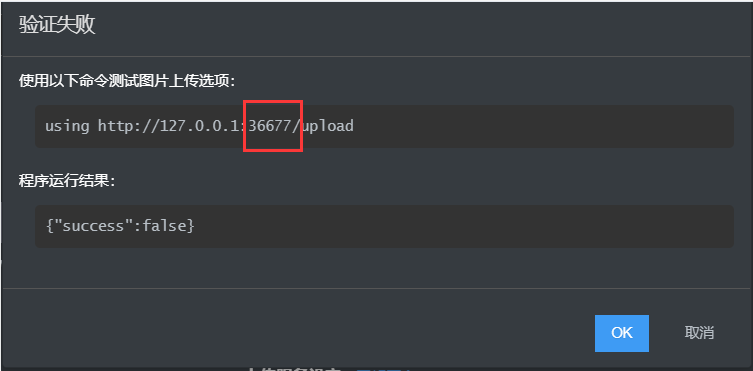 验证失败
使用以下命令测试图片上传选项:
using http://127.0.0.1:36677/upload
程序运行结果:
{"success":false}
OK 取消